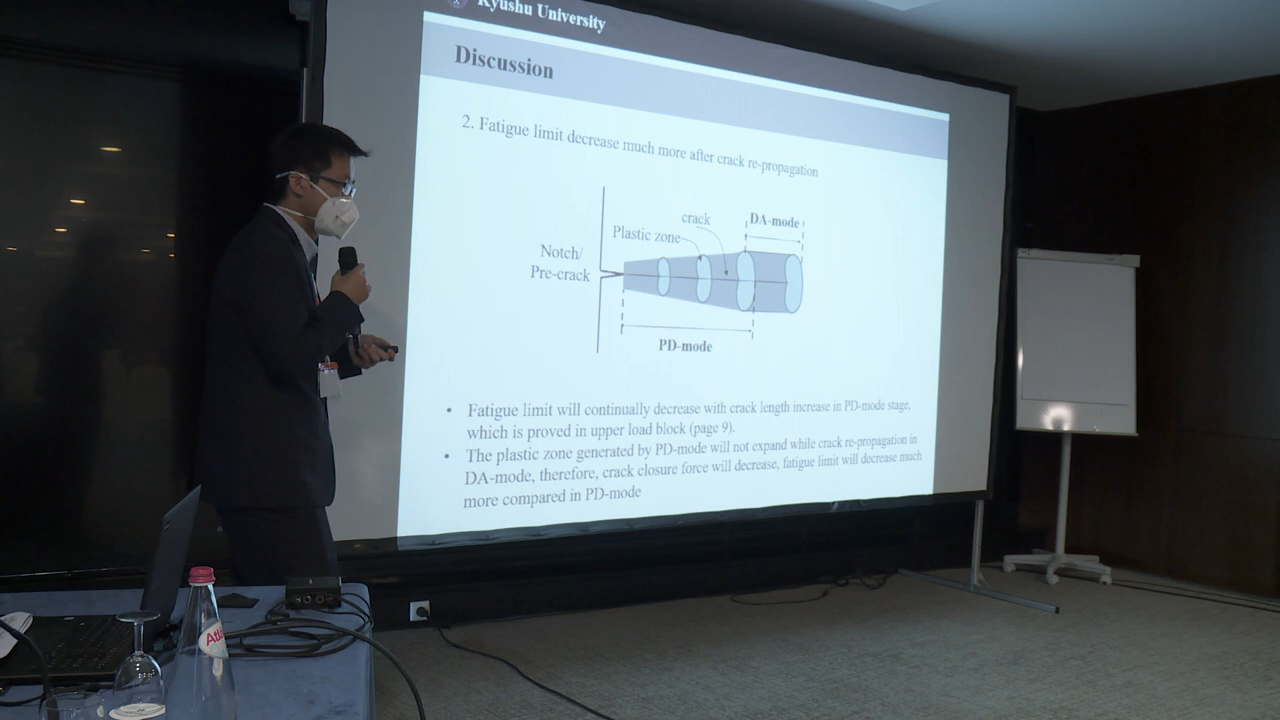 Kyushu University
Discussion
2. Fatigue limit decrease much more after crack re-propagation
crack
DA-mode
Plastic zone
Notch/
Pre-crack
PD-mode
• Fatigue limit will continually decrease with crack length increase in PD-mode stage,
which is proved in upper load block (page 9).
• The plastic zone generated by PD-mode will not expand while crack re-propagation in
DA-mode, therefore, crack closure force will decrease, fatigue limit will decrease much
more compared in PD-mode